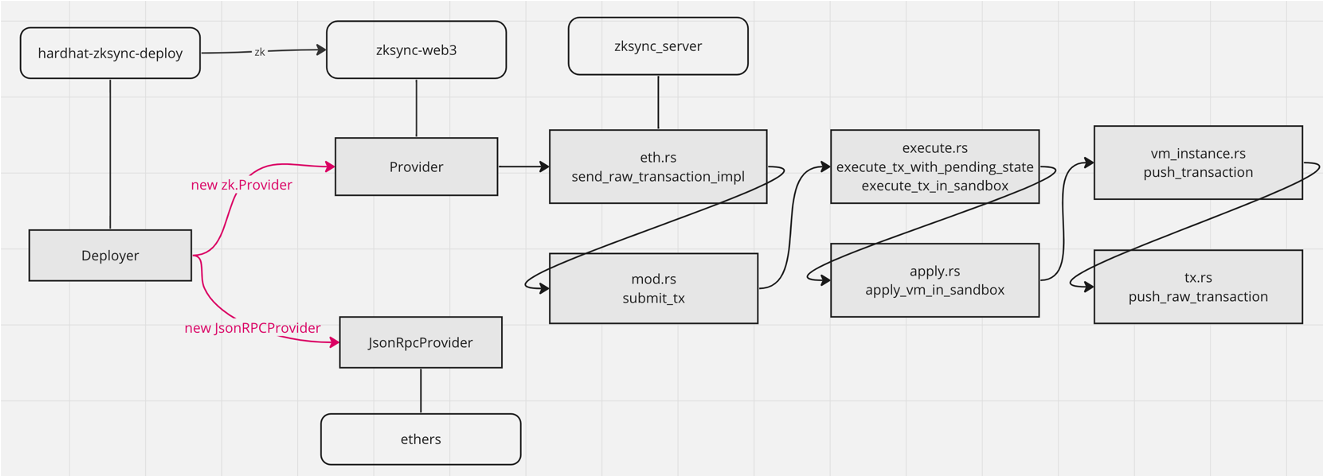 hardhat-zksync-deploy
zk
zksync-web3
zksync_server
Provider
eth.rs
send_raw_transaction_impl
execute.rs
execute_tx_with_pending_state
execute_tx_in_sandbox
vm_instance.rs
push_transaction
new zk.Provider
Deployer
mod.rs
submit_tx
apply.rs
apply_vm_in_sandbox
tx.rs
push_raw_transaction
new JsonRPCProvider
JsonRpcProvider
ethers